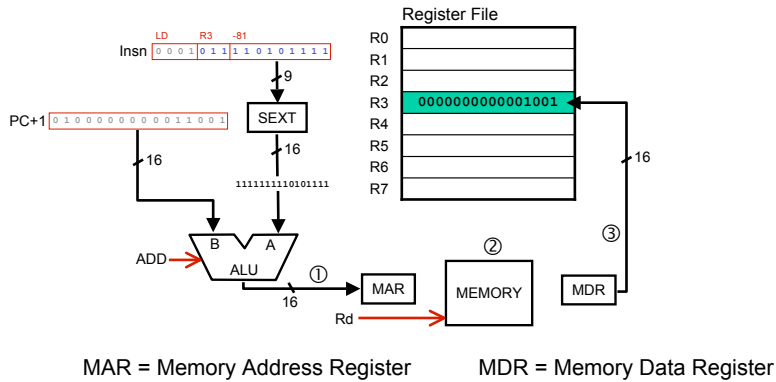 Register File
LD R3 -81
Insn 0 0 0 1 0 1 1 1 1 0 1 0 1 1 1 1
R0
R1
R2
R3 0000000000001001
R4
R5
R6
R7
9
SEXT
PC+1 0 1 0 0 0 0 0 0 0 0 0 1 1 0 0 1
16
16
16
1111111110101111
B A
ADD
ALU
①
②
③
16
MAR
MEMORY
MDR
Rd
MAR = Memory Address Register
MDR = Memory Data Register